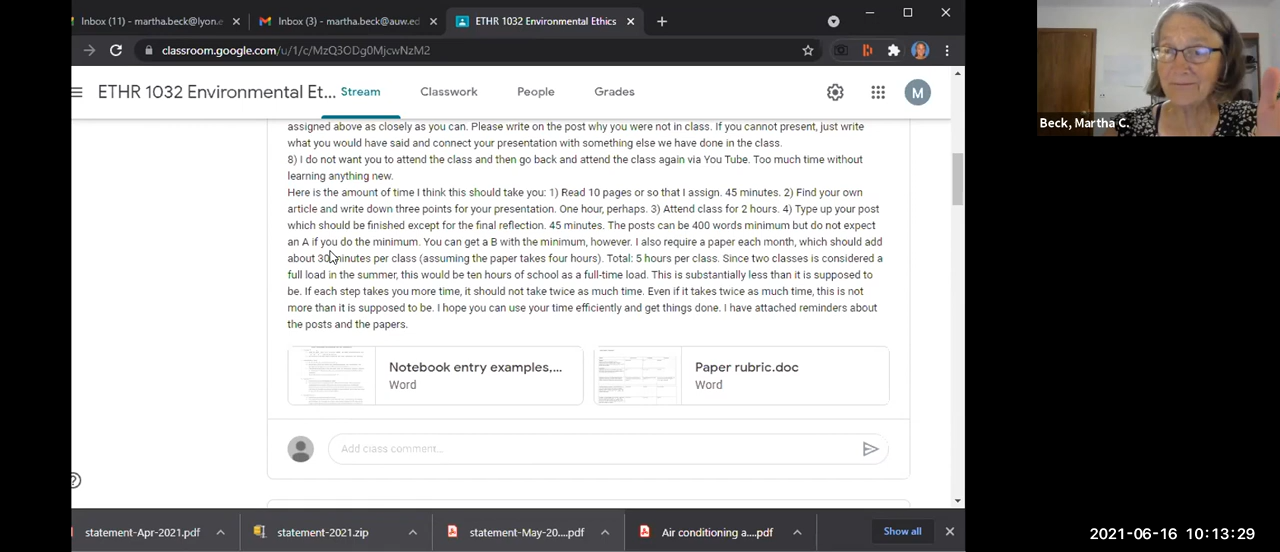 Inbox (11) - martha.beck@lyon.e
Inbox (3) - martha.beck@auw.ed
ETHR 1032 Environmental Ethics
classroom.google.com/u/1/c/MzQ3ODg0MjcwNzM2
ETHR 1032 Environmental Et...
Stream
Classwork
People
Grades
M
assigned above as closely as you can. Please write on the post why you were not in class. If you cannot present, just write
what you would have said and connect your presentation with something else we have done in the class.
8) I do not want you to attend the class and then go back and attend the class again via You Tube. Too much time without
learning anything new.
Here is the amount of time I think this should take you: 1) Read 10 pages or so that I assign. 45 minutes. 2) Find your own
article and write down three points for your presentation. One hour, perhaps. 3) Attend class for 2 hours. 4) Type up your post
which should be finished except for the final reflection. 45 minutes. The posts can be 400 words minimum but do not expect
an A if you do the minimum. You can get a B with the minimum, however. I also require a paper each month, which should add
about 30 minutes per class (assuming the paper takes four hours). Total: 5 hours per class. Since two classes is considered a
full load in the summer, this would be ten hours of school as a full-time load. This is substantially less than it is supposed to
be. If each step takes you more time, it should not take twice as much time. Even if it takes twice as much time, this is not
more than it is supposed to be. I hope you can use your time efficiently and get things done. I have attached reminders about
the posts and the papers.
Notebook entry examples,...
Word
Paper rubric.doc
Word
Add class comment...
statement-Apr-2021.pdf
statement-2021.zip
statement-May-20....pdf
Air conditioning a....pdf
Show all
Beck, Martha C.
2021-06-16 10:13:29